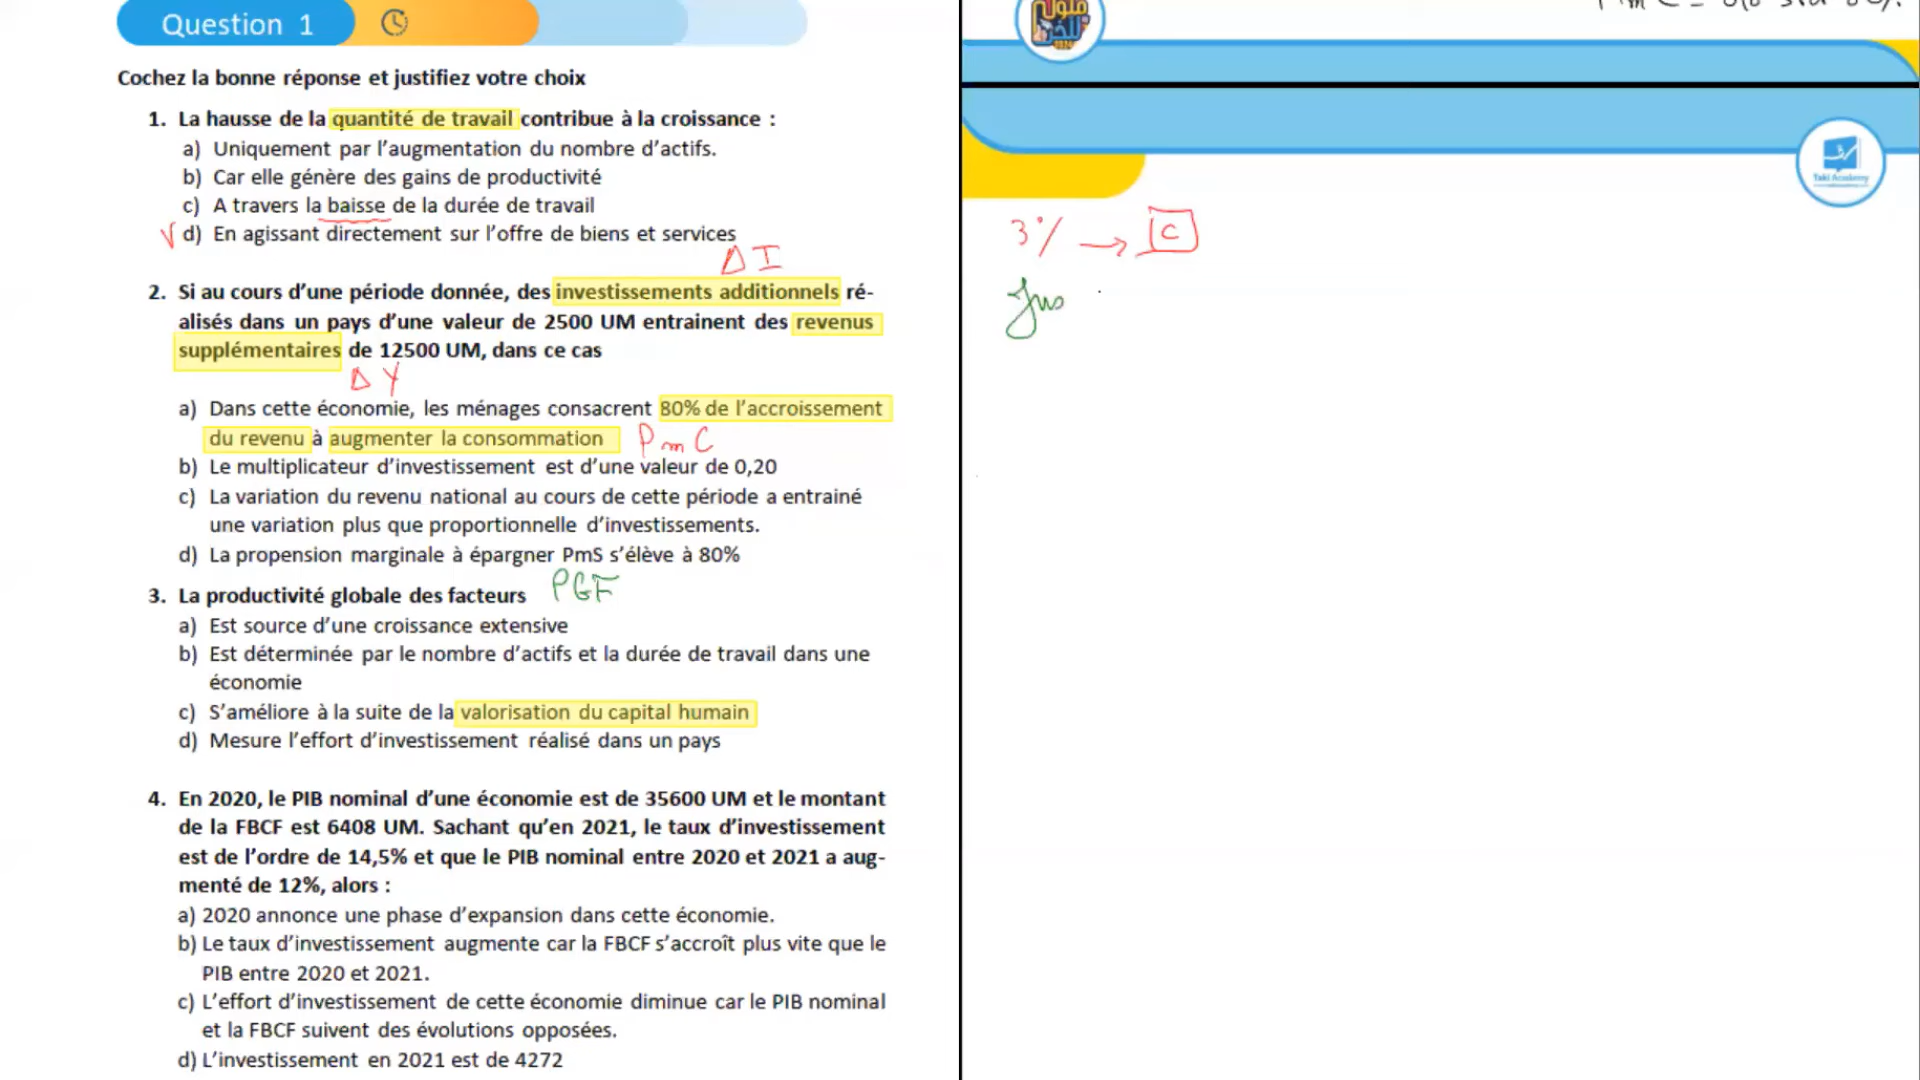 Question 1
Cochez la bonne réponse et justifiez votre choix
1. La hausse de la quantité de travail contribue à la croissance :
a) Uniquement par l’augmentation du nombre d’actifs.
b) Car elle génère des gains de productivité
c) A travers la baisse de la durée de travail
√ d) En agissant directement sur l’offre de biens et services
Δ I
2. Si au cours d’une période donnée, des investissements additionnels ré-
alisés dans un pays d’une valeur de 2500 UM entrainent des revenus
supplémentaires de 12500 UM, dans ce cas
Δ Y
a) Dans cette économie, les ménages consacrent 80% de l’accroissement
du revenu à augmenter la consommation PmC
b) Le multiplicateur d’investissement est d’une valeur de 0,20
c) La variation du revenu national au cours de cette période a entrainé
une variation plus que proportionnelle d’investissements.
d) La propension marginale à épargner PmS s’élève à 80%
3. La productivité globale des facteurs PGF
a) Est source d’une croissance extensive
b) Est déterminée par le nombre d’actifs et la durée de travail dans une
économie
c) S’améliore à la suite de la valorisation du capital humain
d) Mesure l’effort d’investissement réalisé dans un pays
4. En 2020, le PIB nominal d’une économie est de 35600 UM et le montant
de la FBCF est 6408 UM. Sachant qu’en 2021, le taux d’investissement
est de l’ordre de 14,5% et que le PIB nominal entre 2020 et 2021 a aug-
menté de 12%, alors :
a) 2020 annonce une phase d’expansion dans cette économie.
b) Le taux d’investissement augmente car la FBCF s’accroît plus vite que le
PIB entre 2020 et 2021.
c) L’effort d’investissement de cette économie diminue car le PIB nominal
et la FBCF suivent des évolutions opposées.
d) L’investissement en 2021 est de 4272
Taki Academy
3°/ → C
Jus